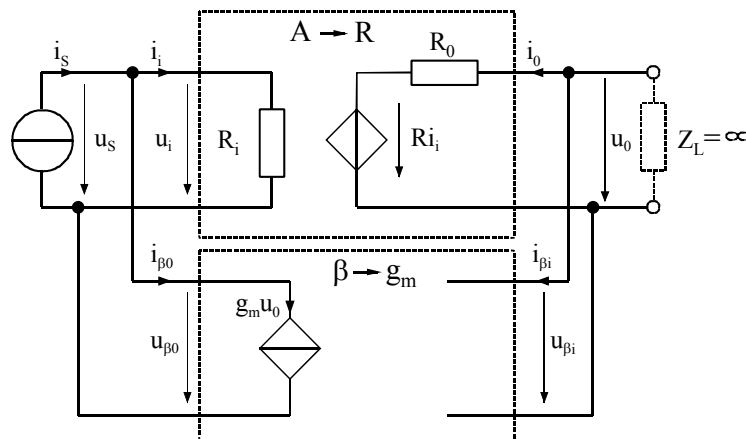 A → R
i_S
i_i
R_0
i_0
u_S
u_i
R_i
Ri_i
u_0
Z_L=∝
i_β0
β → g_m
i_βi
g_mu_0
u_β0
u_βi